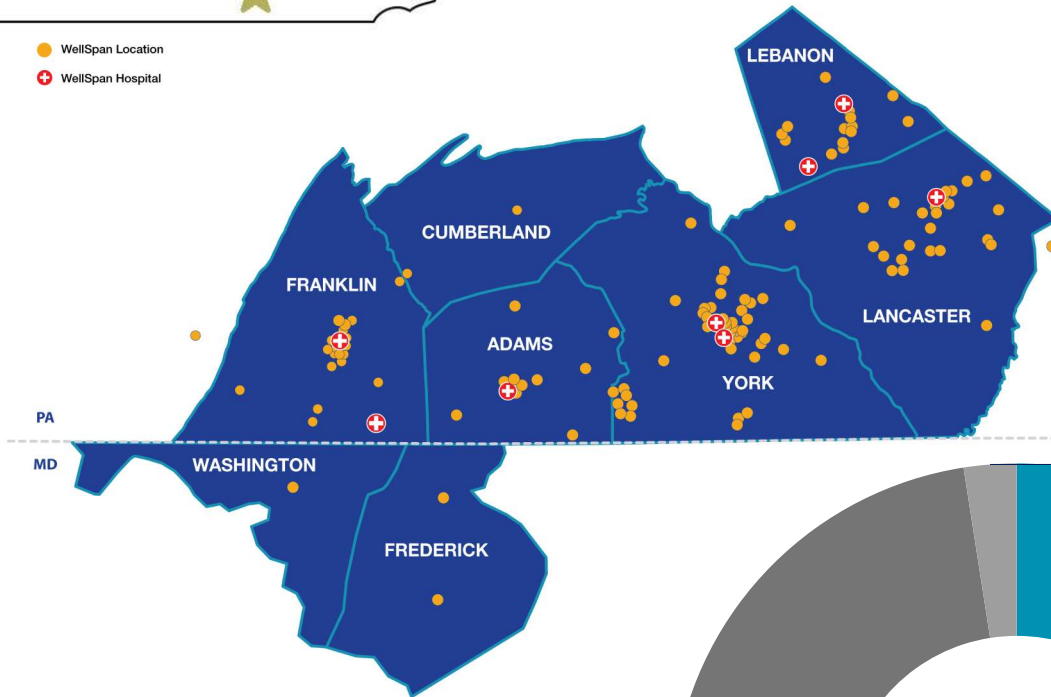 WellSpan Location
WellSpan Hospital
LEBANON
CUMBERLAND
FRANKLIN
LANCASTER
ADAMS
YORK
PA
MD
WASHINGTON
FREDERICK